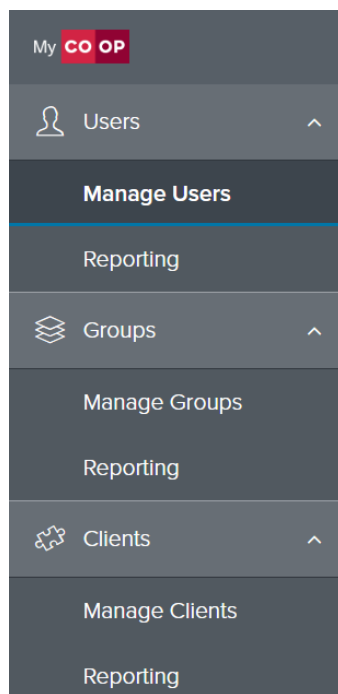 My CO OP
Users
Manage Users
Reporting
Groups
Manage Groups
Reporting
Clients
Manage Clients
Reporting